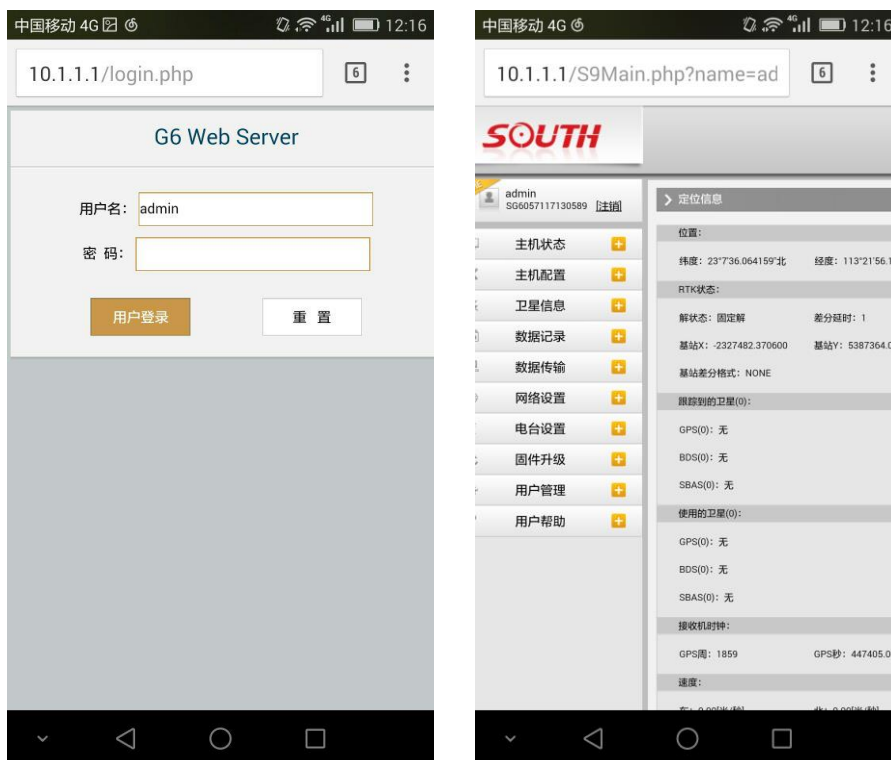 中国移动 4G 12:16
10.1.1.1/login.php 6
G6 Web Server
用户名: admin
密 码:
用户登录 重 置
中国移动 4G 12:16
10.1.1.1/S9Main.php?name=ad 6
SOUTH
admin
SG6057117130589 [注销]
主机状态
主机配置
卫星信息
数据记录
数据传输
网络设置
电台设置
固件升级
用户管理
用户帮助
定位信息
位置:
纬度: 23°7'36.064159"北 经度: 113°21'56.1
RTK状态:
解状态: 固定解 差分延时: 1
基站X: -2327482.370600 基站Y: 5387364.0
基站差分格式: NONE
跟踪到的卫星(0):
GPS(0): 无
BDS(0): 无
SBAS(0): 无
使用的卫星(0):
GPS(0): 无
BDS(0): 无
SBAS(0): 无
接收机时钟:
GPS周: 1859 GPS秒: 447405.0
速度: